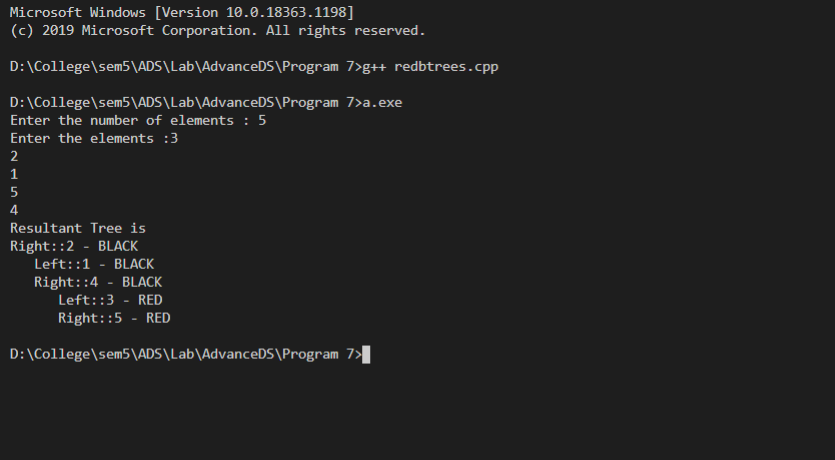 Microsoft Windows [Version 10.0.18363.1198]
(c) 2019 Microsoft Corporation. All rights reserved.
D:\College\sem5\ADS\Lab\AdvanceDS\Program 7>g++ redbtrees.cpp
D:\College\sem5\ADS\Lab\AdvanceDS\Program 7>a.exe
Enter the number of elements : 5
Enter the elements :3
2
1
5
4
Resultant Tree is
Right::2 - BLACK
   Left::1 - BLACK
   Right::4 - BLACK
      Left::3 - RED
      Right::5 - RED
D:\College\sem5\ADS\Lab\AdvanceDS\Program 7>